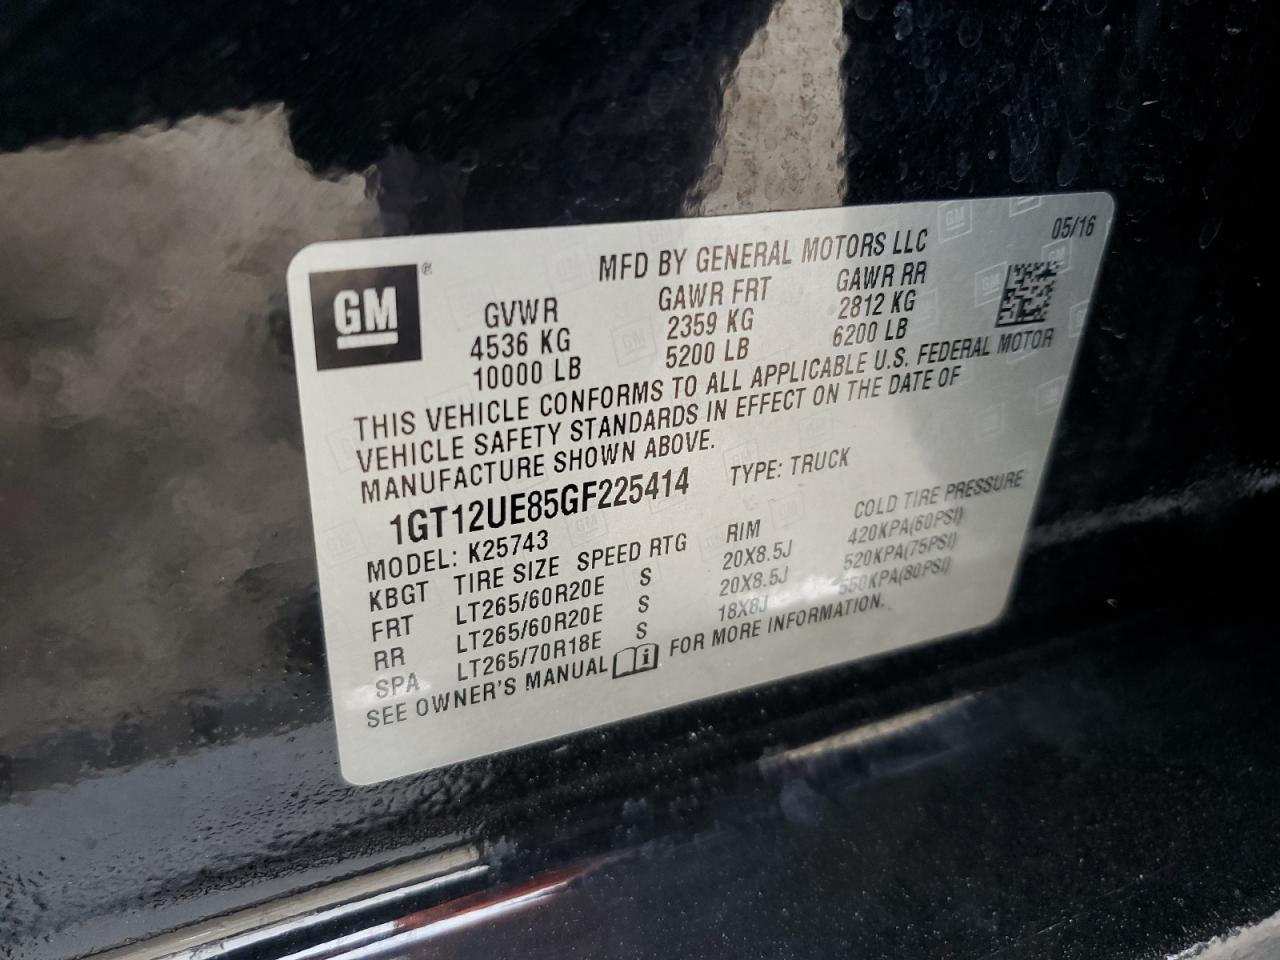 05/16
MFD BY GENERAL MOTORS LLC
GM®
GVWR GAWR FRT GAWR RR
4536 KG 2359 KG 2812 KG
10000 LB 5200 LB 6200 LB
THIS VEHICLE CONFORMS TO ALL APPLICABLE U.S. FEDERAL MOTOR
VEHICLE SAFETY STANDARDS IN EFFECT ON THE DATE OF
MANUFACTURE SHOWN ABOVE.
1GT12UE85GF225414 TYPE: TRUCK
MODEL: K25743
KBGT TIRE SIZE SPEED RTG RIM COLD TIRE PRESSURE
FRT LT265/60R20E S 20X8.5J 420KPA(60PSI)
RR LT265/60R20E S 20X8.5J 520KPA(75PSI)
SPA LT265/70R18E S 18X8J 550KPA(80PSI)
SEE OWNER'S MANUAL FOR MORE INFORMATION.